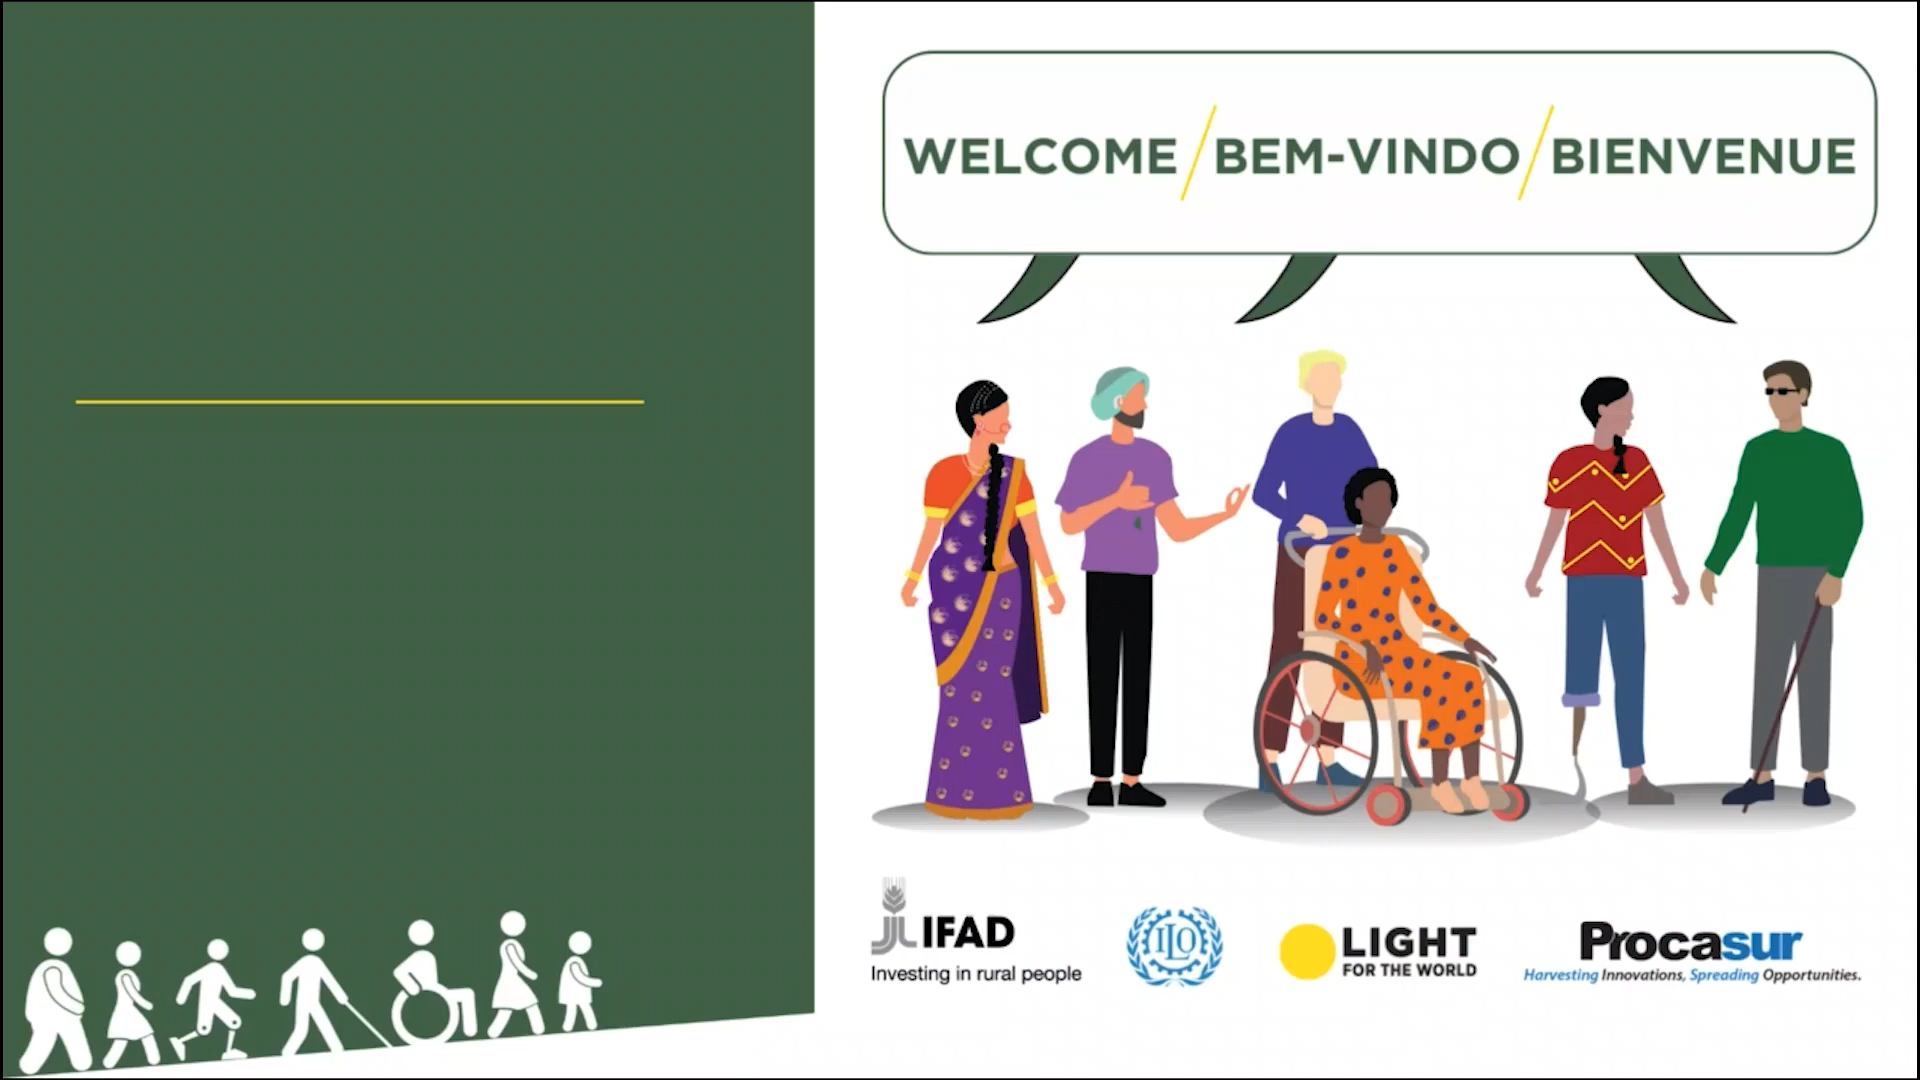 WELCOME/BEM-VINDO/BIENVENUE
IFAD
Investing in rural people
ILO
LIGHT
FOR THE WORLD
Procasur
Harvesting Innovations, Spreading Opportunities.